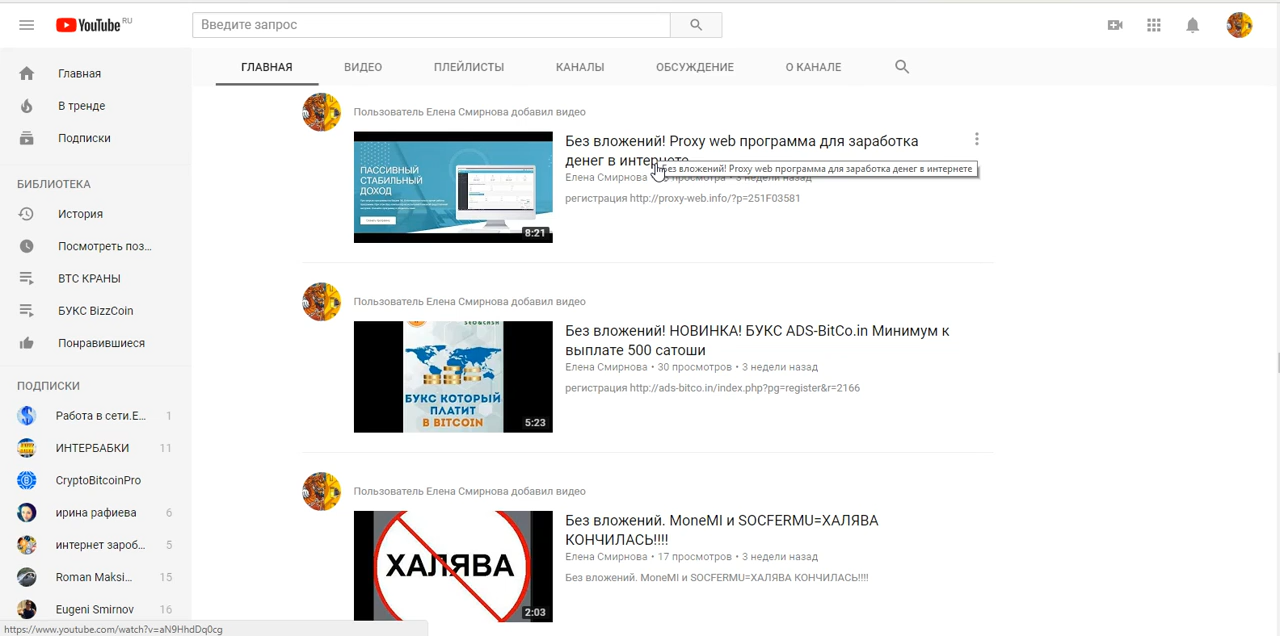 YouTube RU
Введите запрос
Главная
В тренде
Подписки
БИБЛИОТЕКА
История
Посмотреть поз...
BTC КРАНЫ
БУКС BizzCoin
Понравившиеся
ПОДПИСКИ
Работа в сети.Е... 1
ИНТЕРБАБКИ 11
CryptoBitcoinPro
ирина рафиева 6
интернет зароб... 5
Roman Maksi... 15
Eugeni Smirnov 16
ГЛАВНАЯ ВИДЕО ПЛЕЙЛИСТЫ КАНАЛЫ ОБСУЖДЕНИЕ О КАНАЛЕ
Пользователь Елена Смирнова добавил видео
ПАССИВНЫЙ
СТАБИЛЬНЫЙ
ДОХОД
8:21
Без вложений! Proxy web программа для заработка
денег в интернете
Без вложений! Proxy web программа для заработка денег в интернете
Елена Смирнова • 3 недели назад
регистрация http://proxy-web.info/?p=251F03581
Пользователь Елена Смирнова добавил видео
БУКС КОТОРЫЙ
ПЛАТИТ
В BITCOIN
5:23
Без вложений! НОВИНКА! БУКС ADS-BitCo.in Минимум к
выплате 500 сатоши
Елена Смирнова • 30 просмотров • 3 недели назад
регистрация http://ads-bitco.in/index.php?pg=register&r=2166
Пользователь Елена Смирнова добавил видео
ХАЛЯВА
2:03
Без вложений. MoneMI и SOCFERMU=ХАЛЯВА
КОНЧИЛАСЬ!!!!
Елена Смирнова • 17 просмотров • 3 недели назад
Без вложений. MoneMI и SOCFERMU=ХАЛЯВА КОНЧИЛАСЬ!!!!
https://www.youtube.com/watch?v=aN9HhdDq0cg